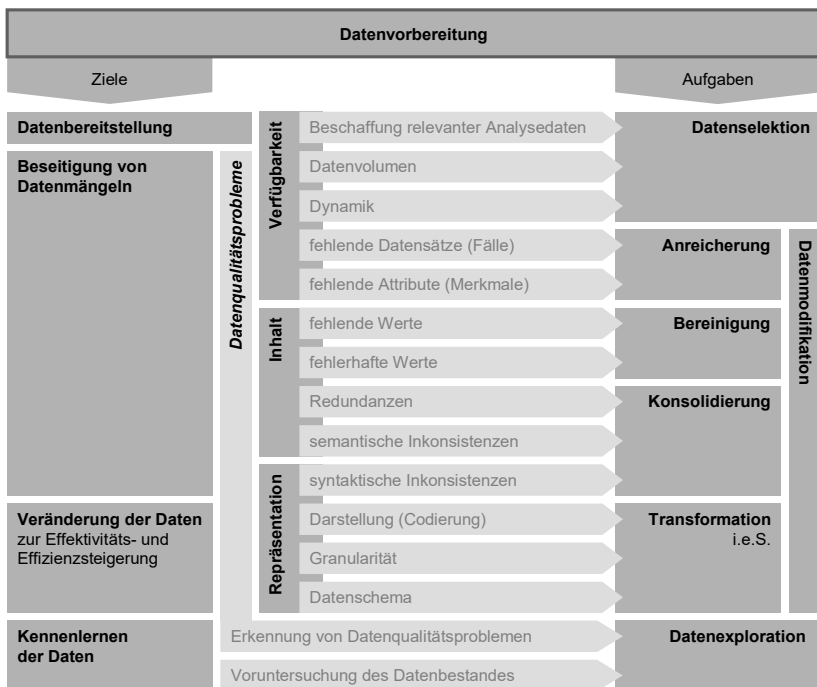 Datenvorbereitung
Ziele
Aufgaben
Datenbereitstellung
Beseitigung von
Datenmängeln
Veränderung der Daten
zur Effektivitäts- und
Effizienzsteigerung
Kennenlernen
der Daten
Datenqualitätsprobleme
Verfügbarkeit
Inhalt
Repräsentation
Beschaffung relevanter Analysedaten
Datenvolumen
Dynamik
fehlende Datensätze (Fälle)
fehlende Attribute (Merkmale)
fehlende Werte
fehlerhafte Werte
Redundanzen
semantische Inkonsistenzen
syntaktische Inkonsistenzen
Darstellung (Codierung)
Granularität
Datenschema
Erkennung von Datenqualitätsproblemen
Voruntersuchung des Datenbestandes
Datenselektion
Anreicherung
Bereinigung
Konsolidierung
Transformation
i.e.S.
Datenmodifikation
Datenexploration